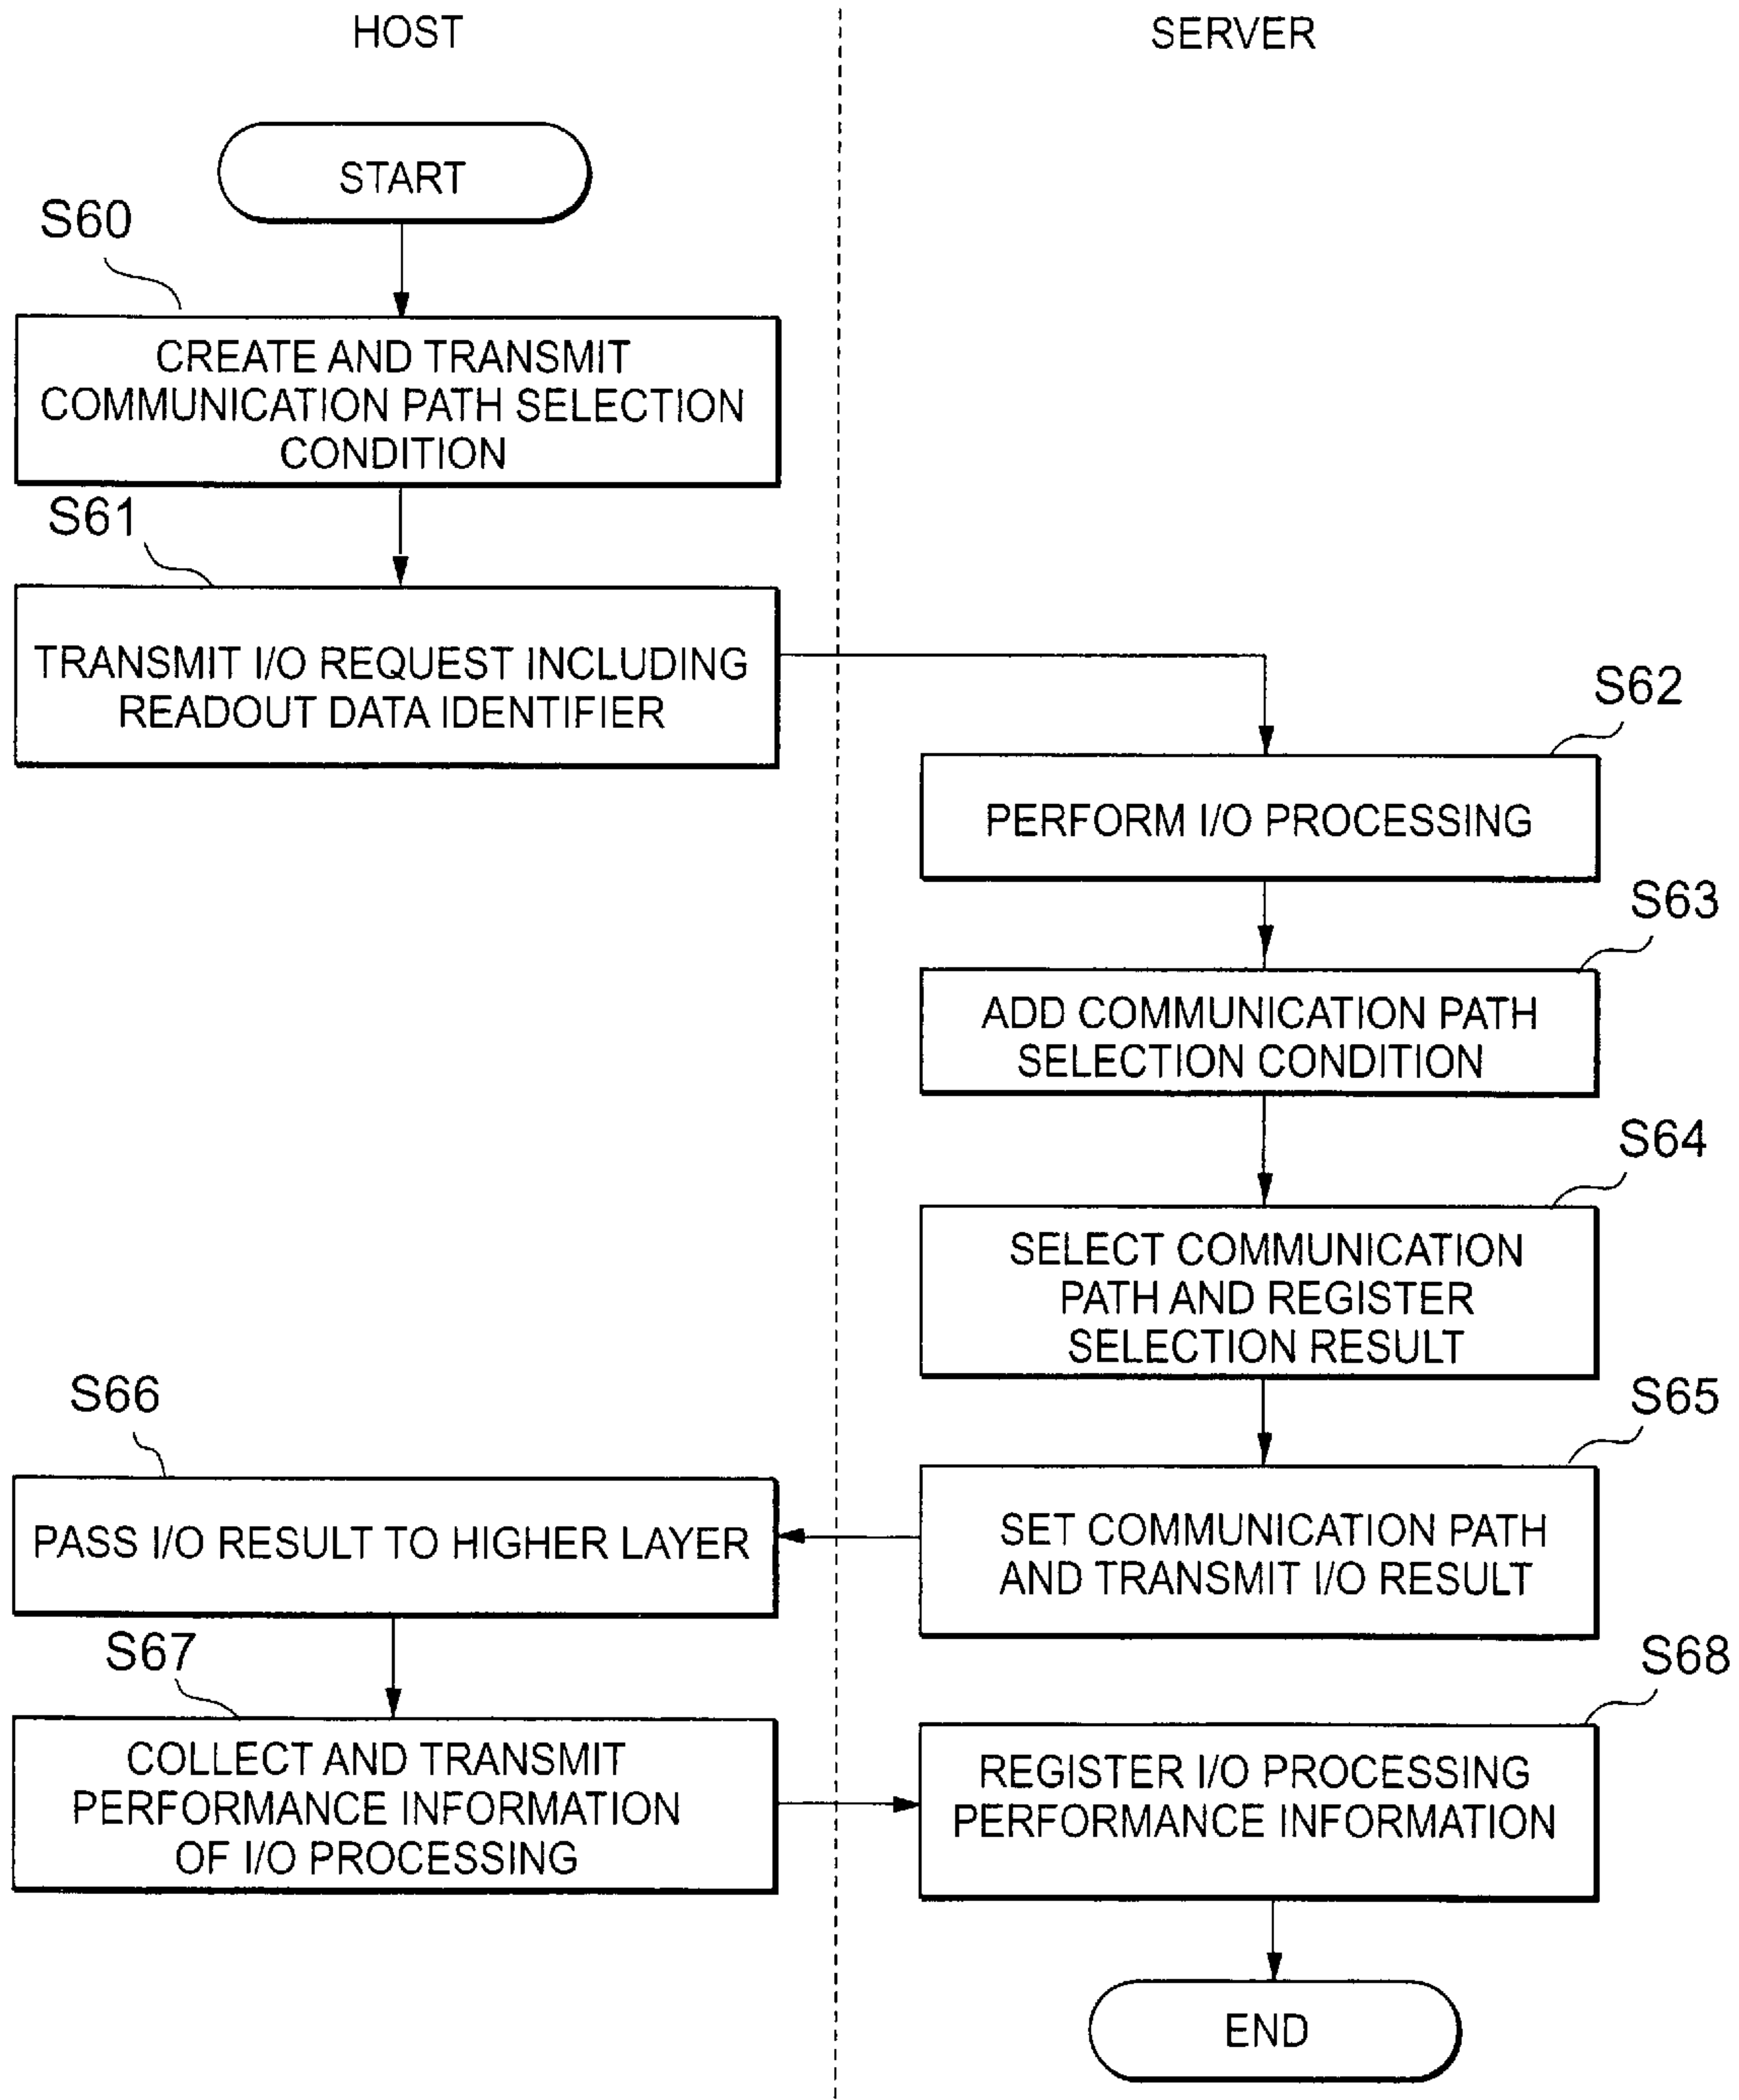 HOST
SERVER
START
S60
CREATE AND TRANSMIT
COMMUNICATION PATH SELECTION
CONDITION
S61
TRANSMIT I/O REQUEST INCLUDING
READOUT DATA IDENTIFIER
S62
PERFORM I/O PROCESSING
S63
ADD COMMUNICATION PATH
SELECTION CONDITION
S64
SELECT COMMUNICATION
PATH AND REGISTER
SELECTION RESULT
S65
SET COMMUNICATION PATH
AND TRANSMIT I/O RESULT
S66
PASS I/O RESULT TO HIGHER LAYER
S67
COLLECT AND TRANSMIT
PERFORMANCE INFORMATION
OF I/O PROCESSING
S68
REGISTER I/O PROCESSING
PERFORMANCE INFORMATION
END